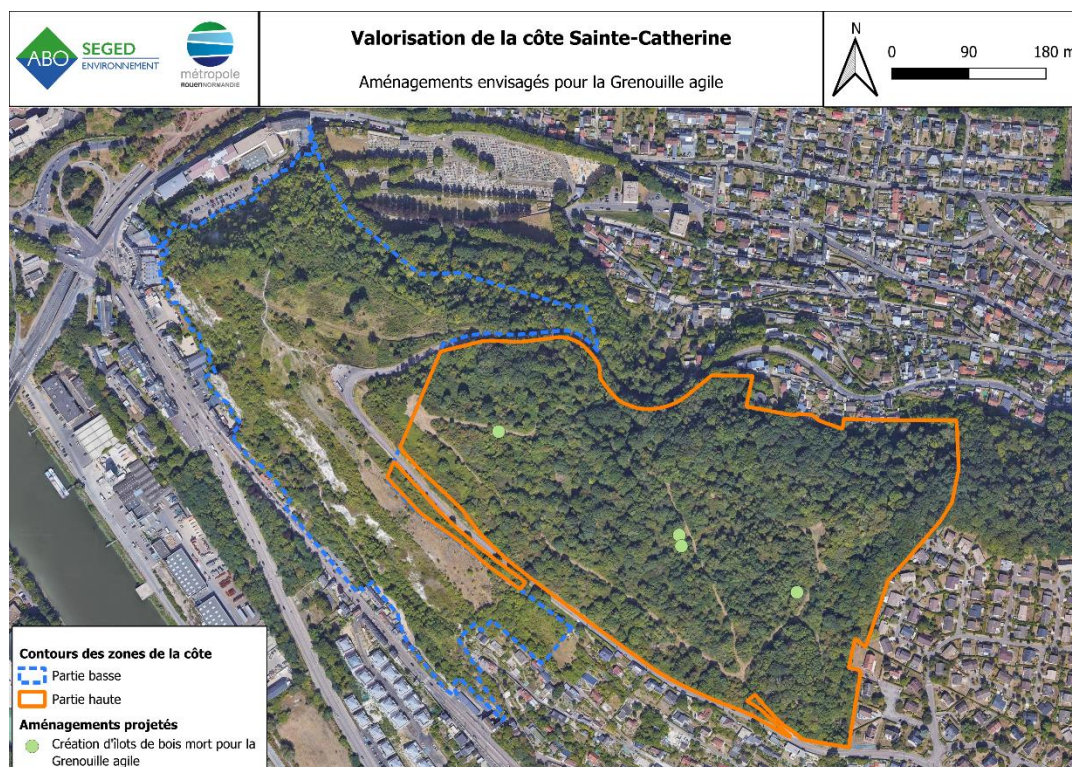 ABO
SEGED
ENVIRONNEMENT
métropole
ROUENNORMANDIE
Valorisation de la côte Sainte-Catherine
Aménagements envisagés pour la Grenouille agile
N
0 90 180 m
Contours des zones de la côte
Partie basse
Partie haute
Aménagements projetés
Création d'îlots de bois mort pour la
Grenouille agile